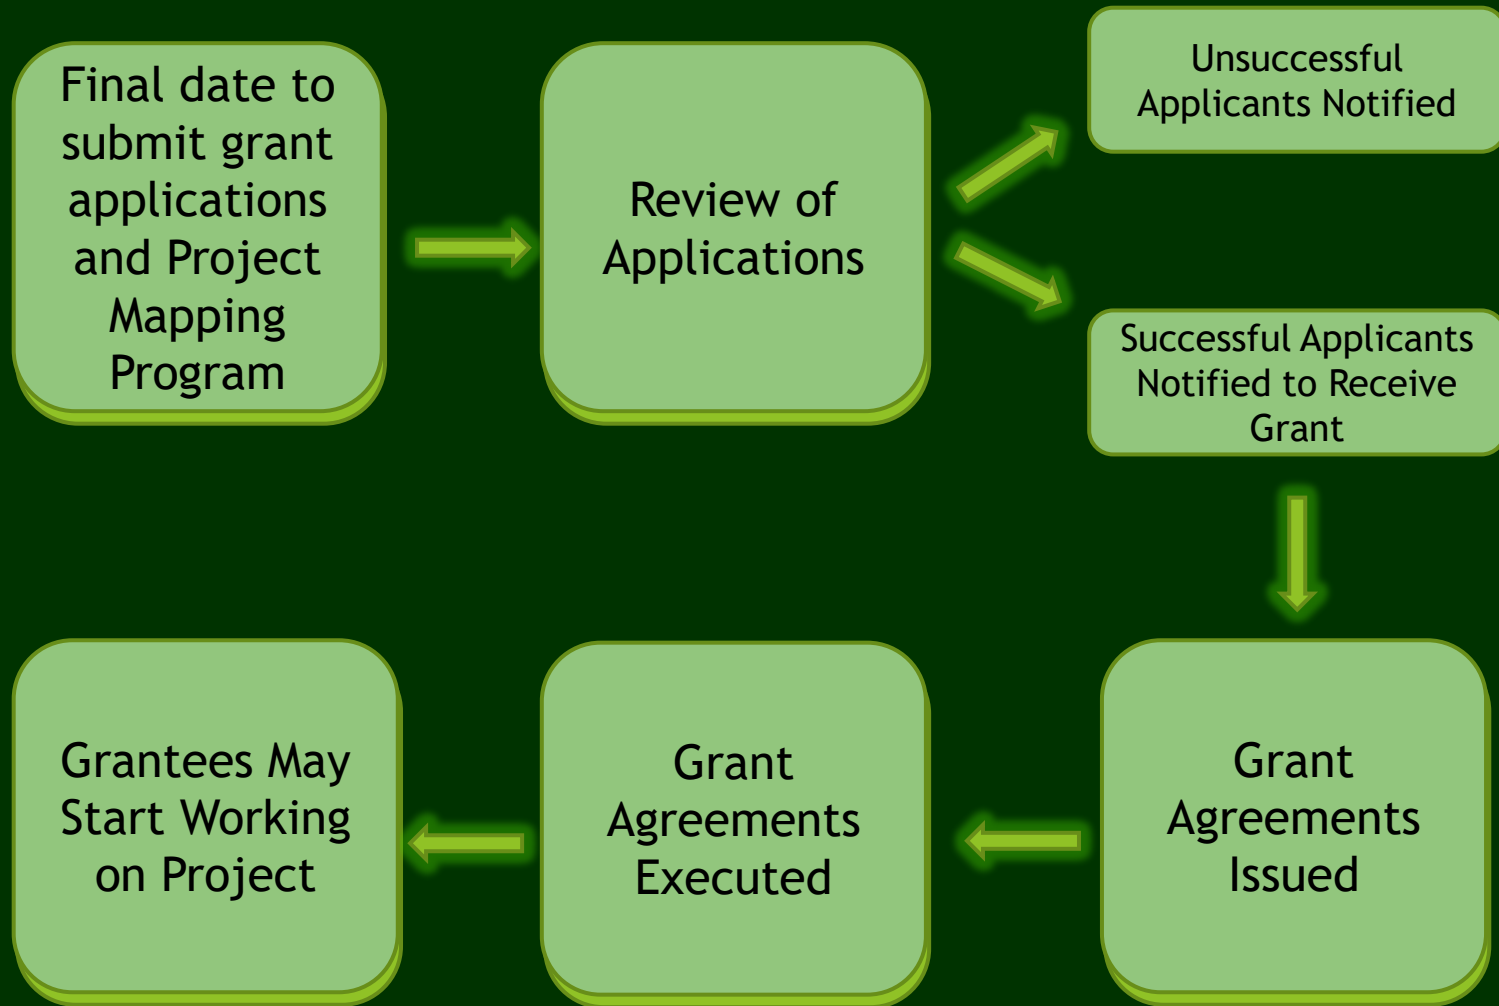 Final date to
submit grant
applications
and Project
Mapping
Program
Review of
Applications
Unsuccessful
Applicants Notified
Successful Applicants
Notified to Receive
Grant
Grant
Agreements
Issued
Grant
Agreements
Executed
Grantees May
Start Working
on Project